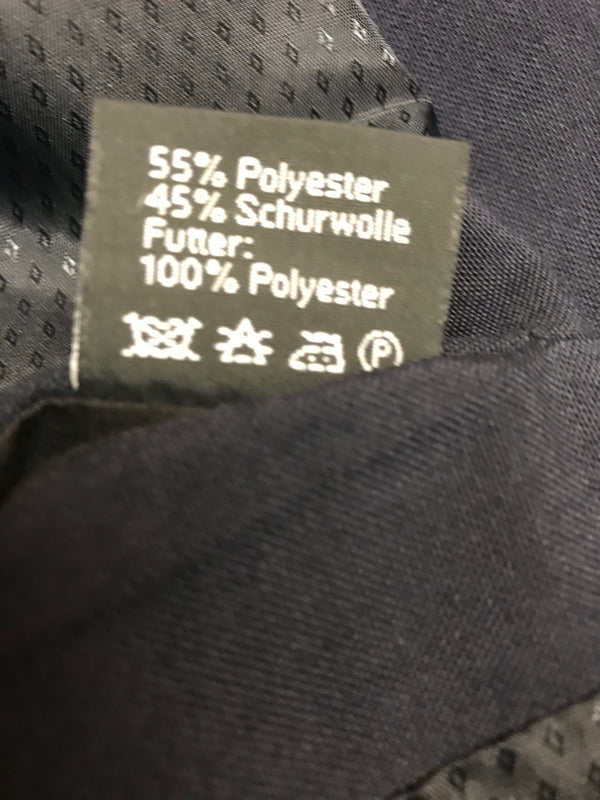 55% Polyester
45% Schurwolle
Futter:
100% Polyester
P